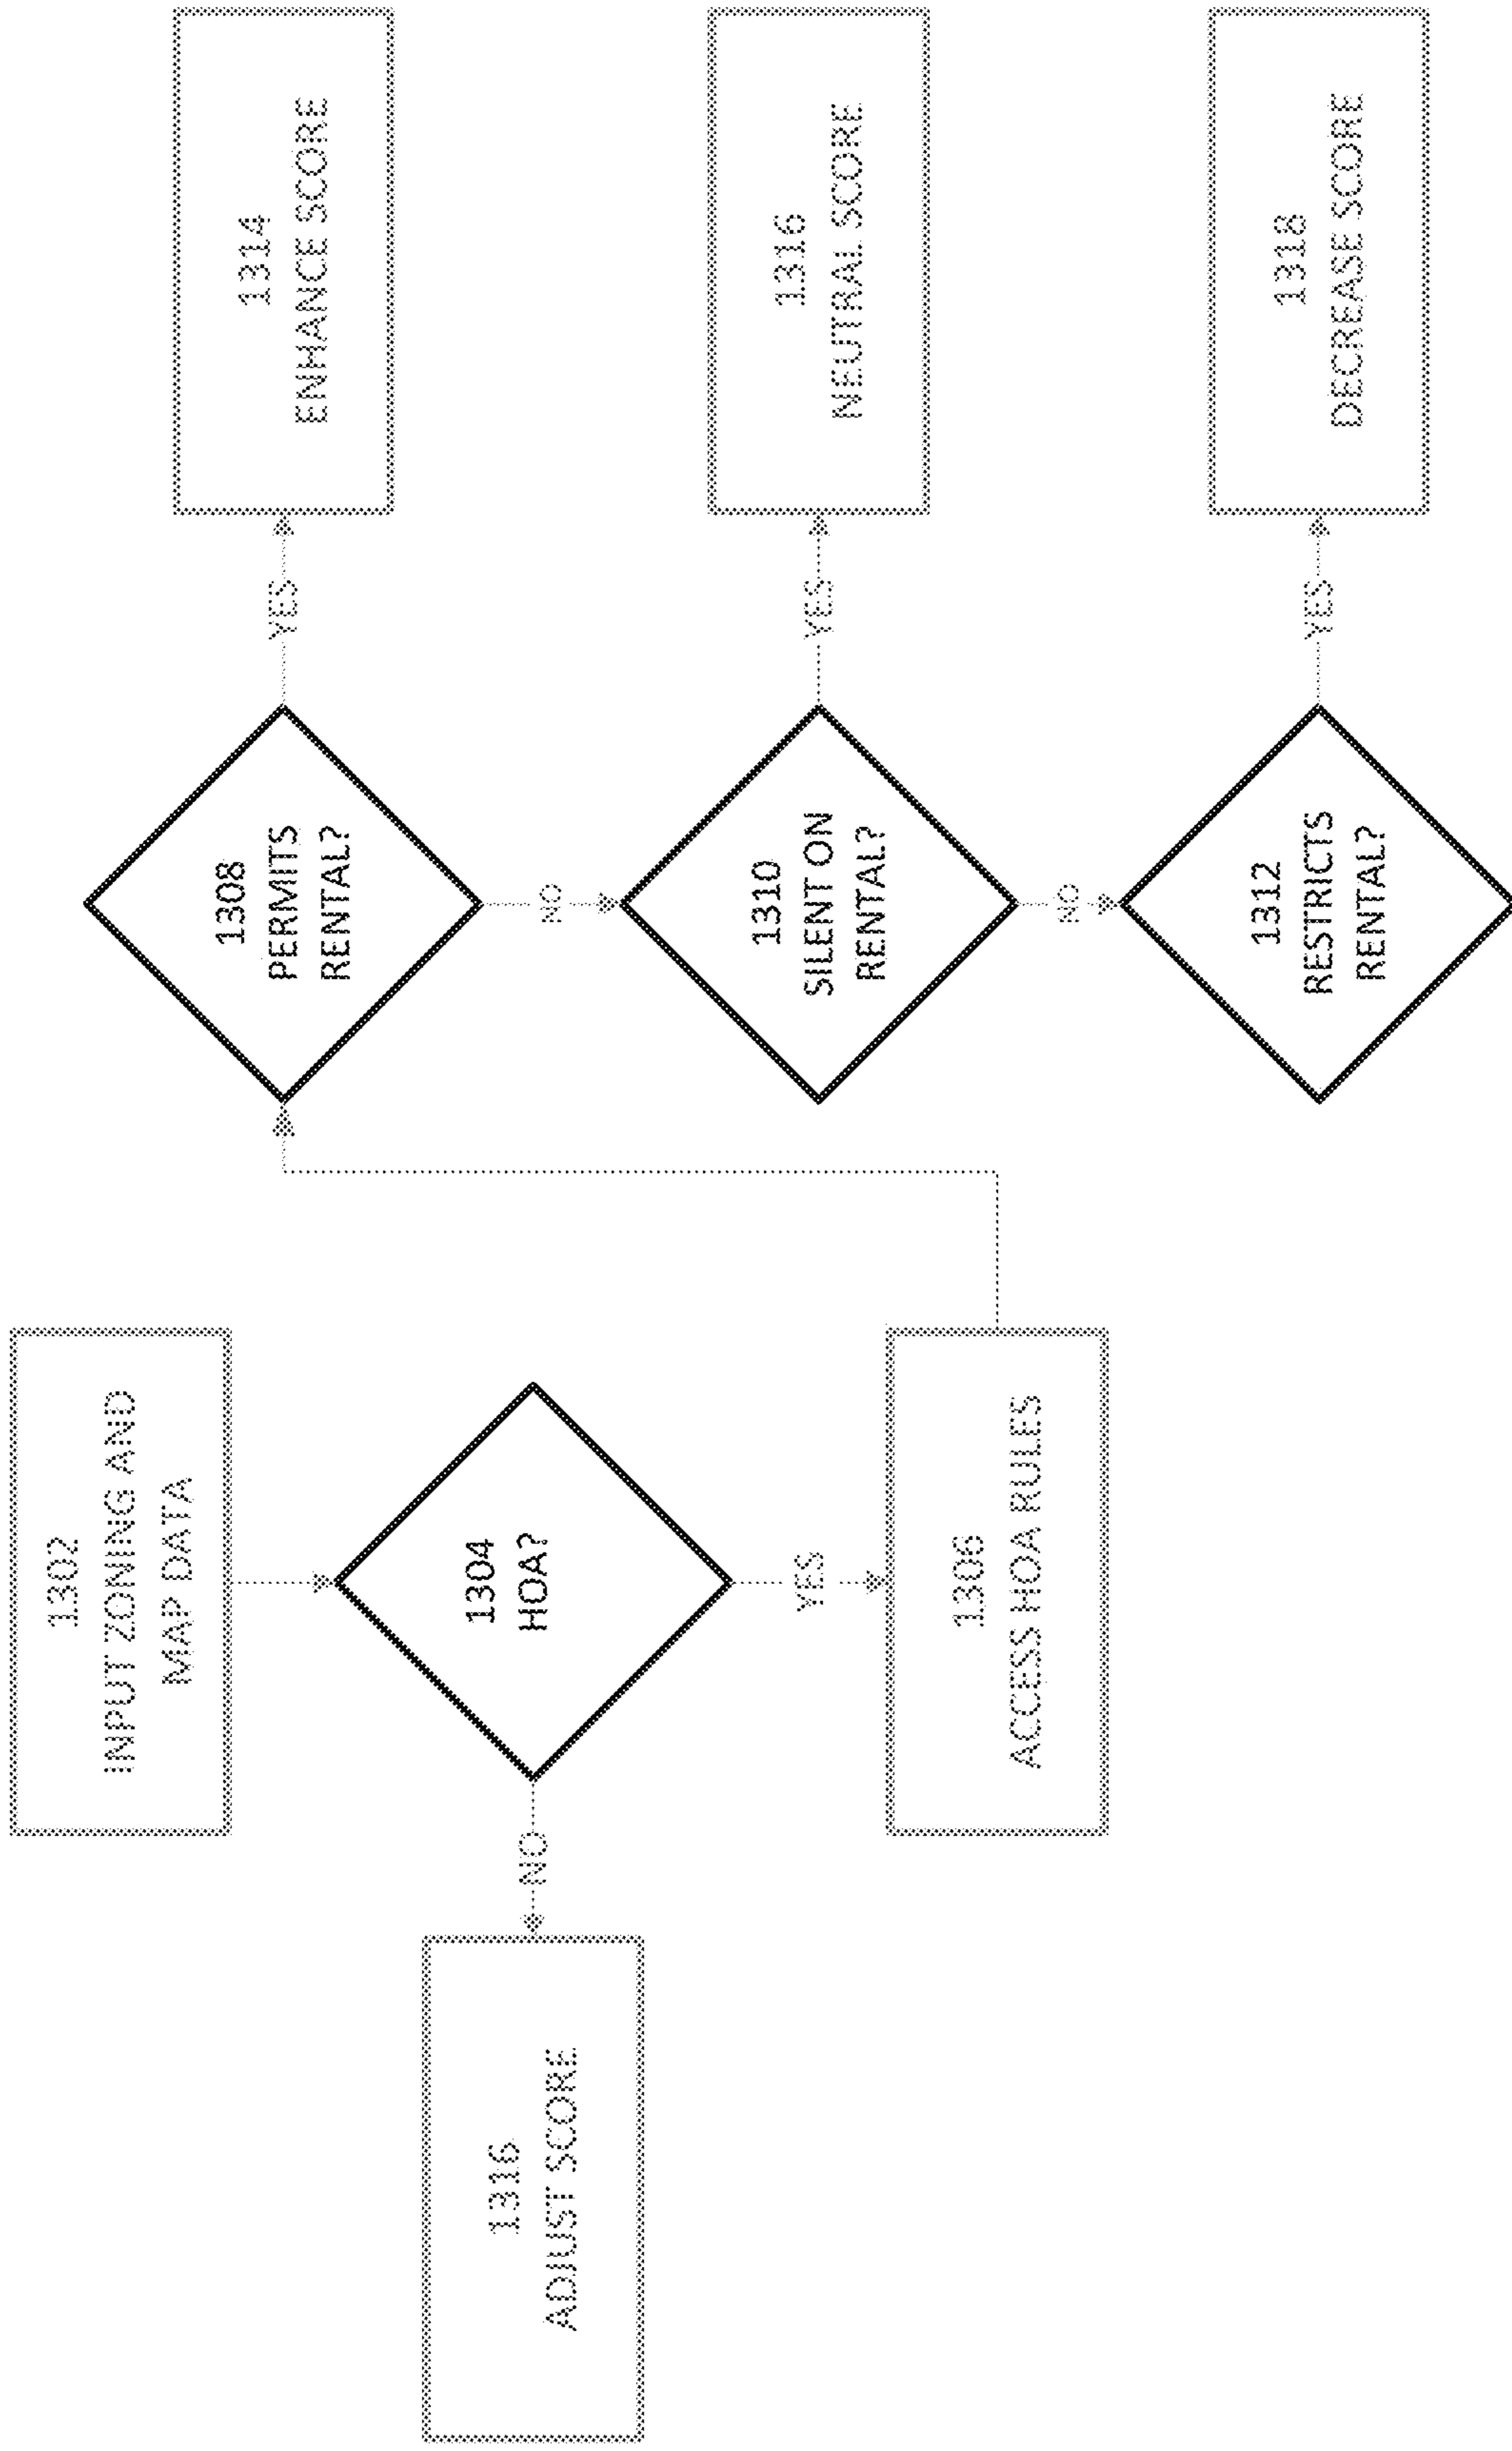 1302
INPUT ZONING AND
MAP DATA
1304
HOA?
NO
1316
ADJUST SCORE
YES
1306
ACCESS HOA RULES
1308
PERMITS
RENTAL?
YES
1314
ENHANCE SCORE
NO
1310
SILENT ON
RENTAL?
YES
1316
NEUTRAL SCORE
NO
1312
RESTRICTS
RENTAL?
YES
1318
DECREASE SCORE